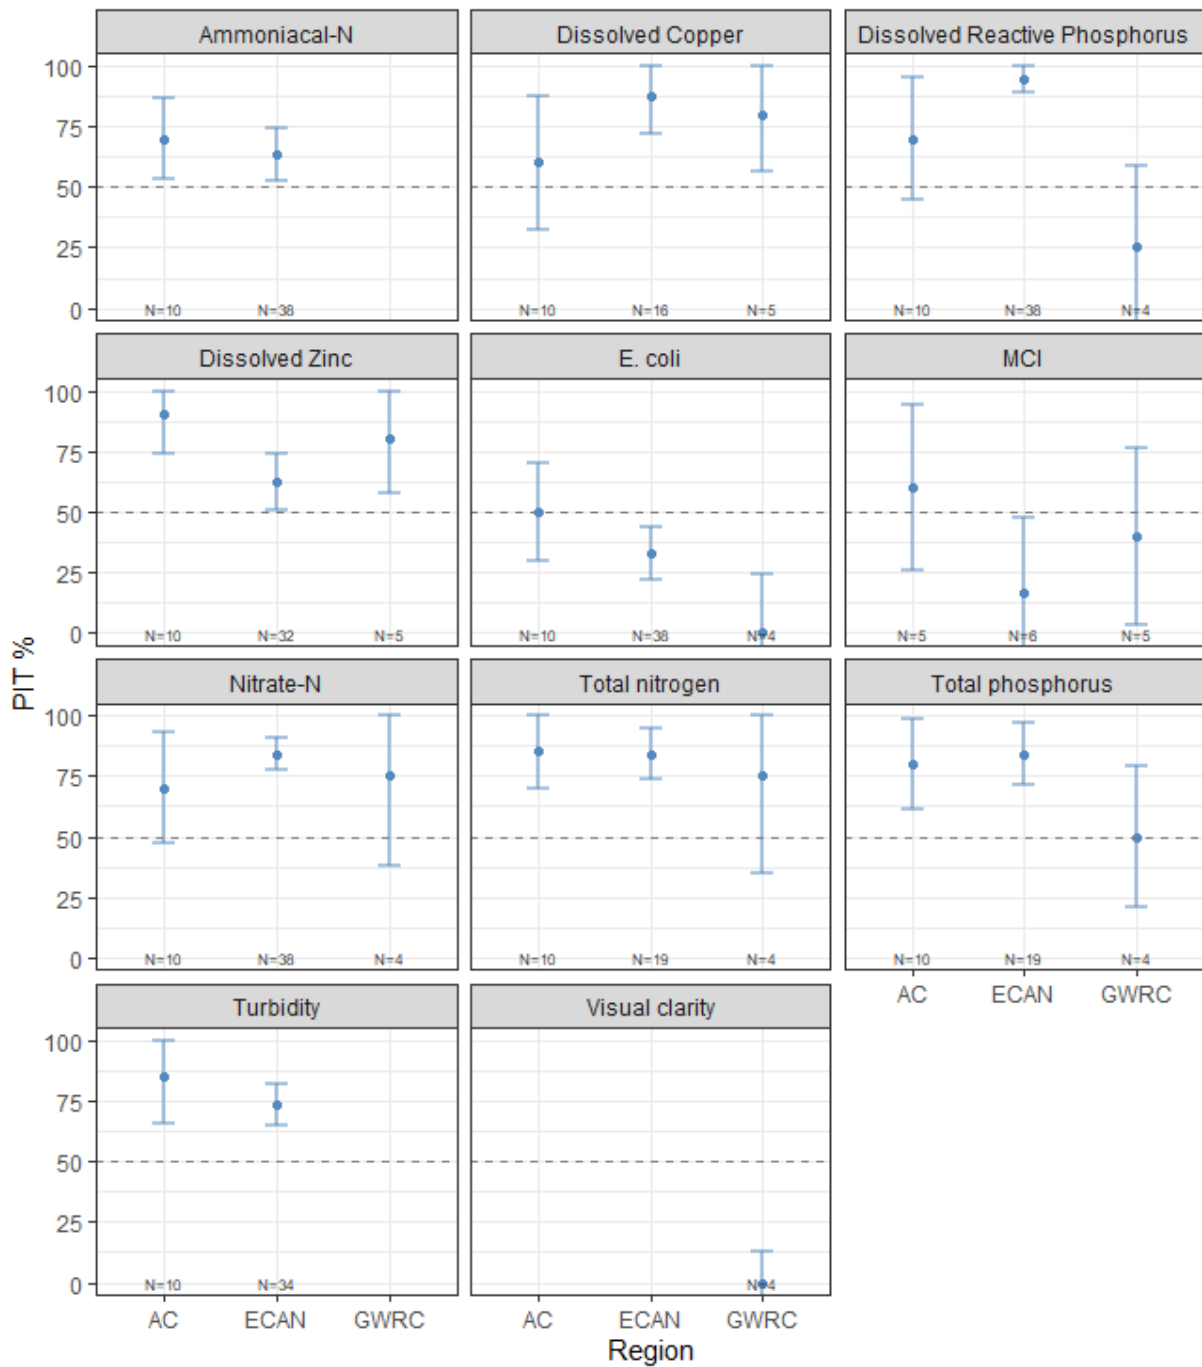 Ammoniacal-N
Dissolved Copper
Dissolved Reactive Phosphorus
100
75
50
25
0
N=10 N=38
N=10 N=16 N=5
N=10 N=38 N=4
Dissolved Zinc
E. coli
MCI
100
75
50
25
0
N=10 N=32 N=5
N=10 N=38 N=4
N=5 N=6 N=5
PIT %
Nitrate-N
Total nitrogen
Total phosphorus
100
75
50
25
0
N=10 N=38 N=4
N=10 N=19 N=4
N=10 N=19 N=4
AC ECAN GWRC
Turbidity
Visual clarity
100
75
50
25
0
N=10 N=34
N=4
AC ECAN GWRC
AC ECAN GWRC
Region